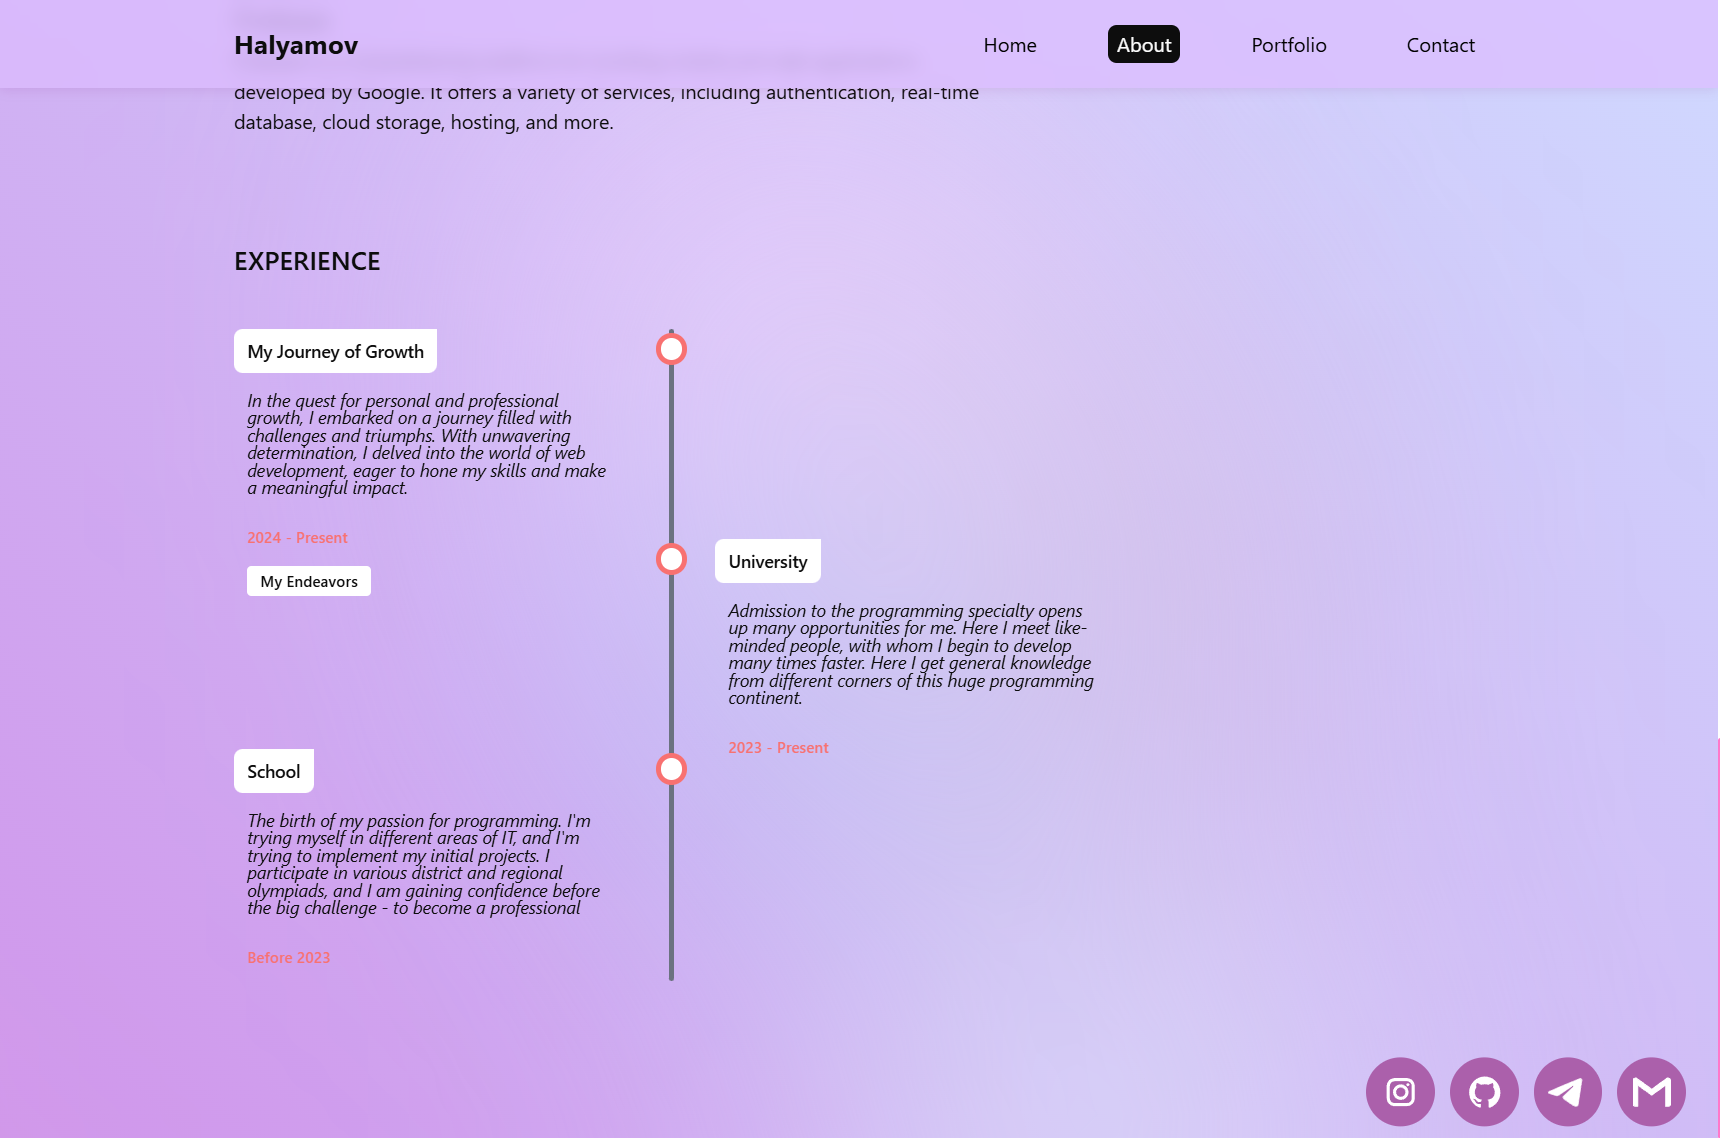 Halyamov
Home
About
Portfolio
Contact
developed by Google. It offers a variety of services, including authentication, real-time
database, cloud storage, hosting, and more.
EXPERIENCE
My Journey of Growth
In the quest for personal and professional
growth, I embarked on a journey filled with
challenges and triumphs. With unwavering
determination, I delved into the world of web
development, eager to hone my skills and make
a meaningful impact.
2024 - Present
My Endeavors
University
Admission to the programming specialty opens
up many opportunities for me. Here I meet like-
minded people, with whom I begin to develop
many times faster. Here I get general knowledge
from different corners of this huge programming
continent.
2023 - Present
School
The birth of my passion for programming. I'm
trying myself in different areas of IT, and I'm
trying to implement my initial projects. I
participate in various district and regional
olympiads, and I am gaining confidence before
the big challenge - to become a professional
Before 2023